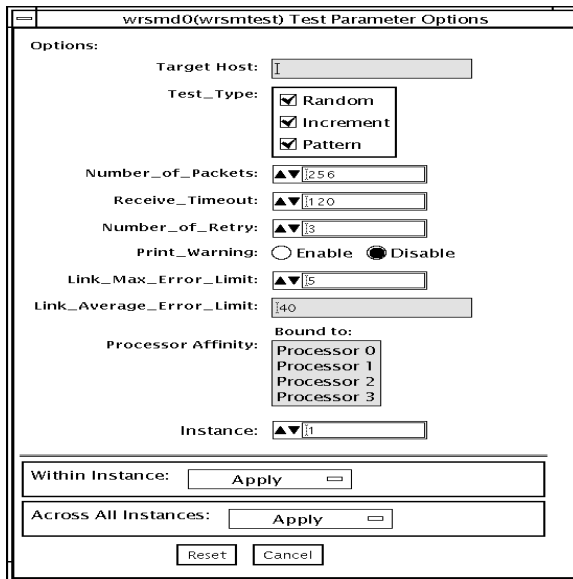 wrsmd0(wrsmtest) Test Parameter Options
Options:
Target Host:
Test_Type:
Random
Increment
Pattern
Number_of_Packets: 256
Receive_Timeout: 120
Number_of_Retry: 3
Print_Warning: Enable Disable
Link_Max_Error_Limit: 5
Link_Average_Error_Limit: 40
Bound to:
Processor Affinity:
Processor 0
Processor 1
Processor 2
Processor 3
Instance: 1
Within Instance: Apply
Across All Instances: Apply
Reset Cancel